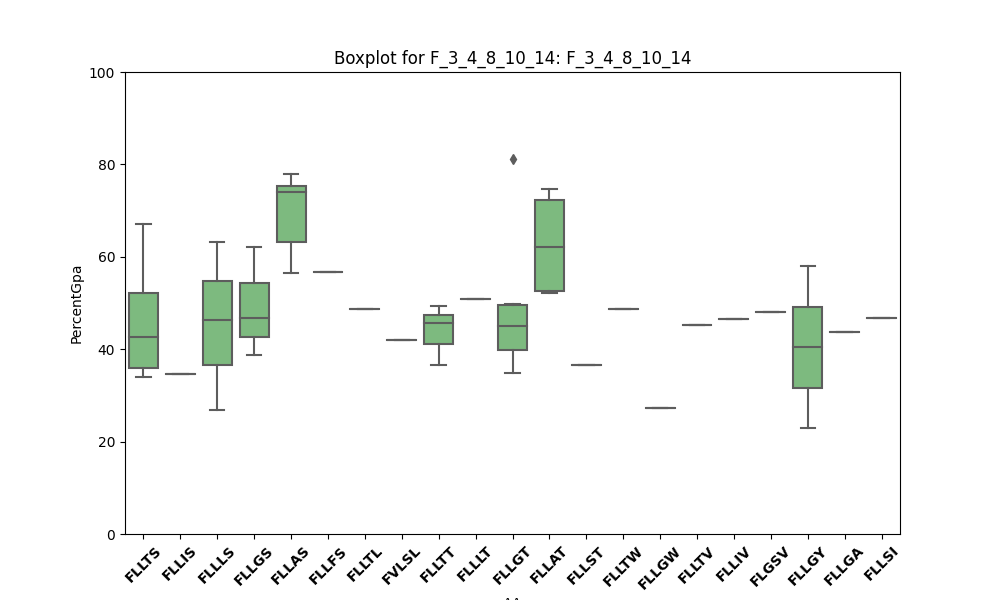 Boxplot for F_3_4_8_10_14: F_3_4_8_10_14
PercentGpa
100
80
60
40
20
0
FLLTS FLLIS FLLLS FLLGS FLLAS FLLFS FLLTL FVLSL FLLTT FLLLT FLLGT FLLAT FLLST FLLTW FLLGW FLLTV FLLIV FLGSV FLLGY FLLGA FLLSI